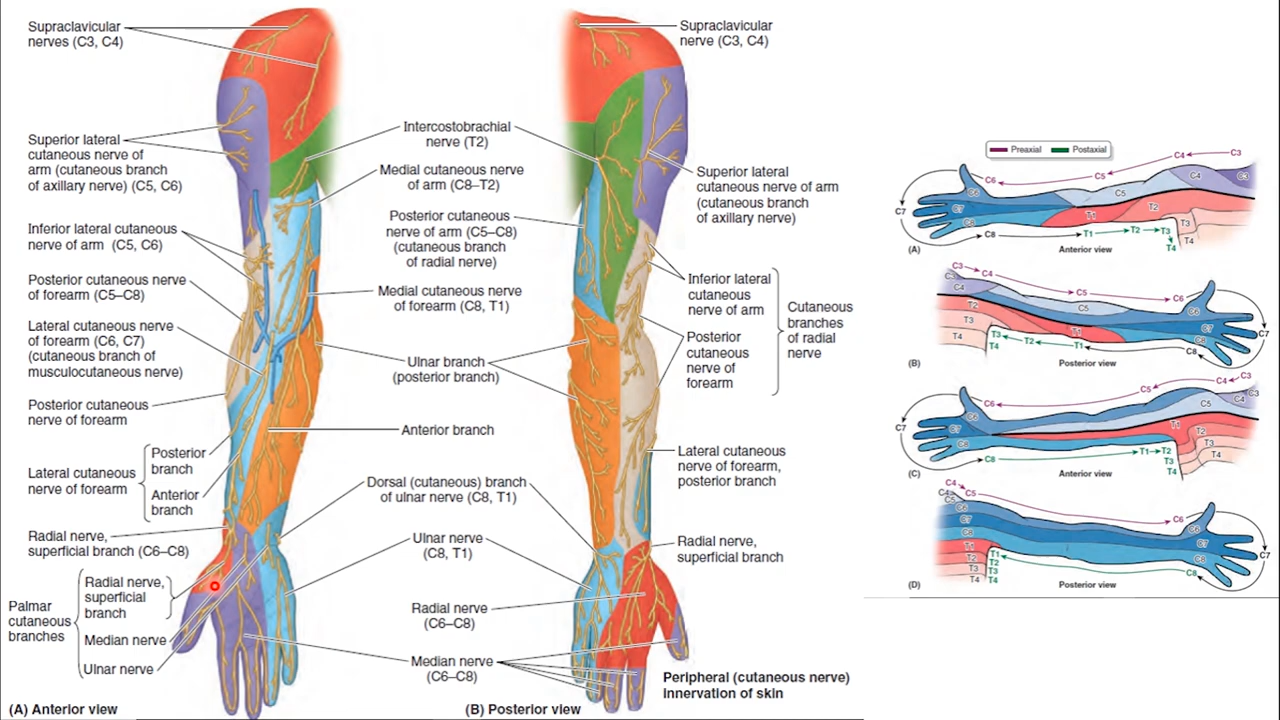 Supraclavicular
nerves (C3, C4)
Superior lateral
cutaneous nerve of
arm (cutaneous branch
of axillary nerve) (C5, C6)
Inferior lateral cutaneous
nerve of arm (C5, C6)
Posterior cutaneous nerve
of forearm (C5–C8)
Lateral cutaneous nerve
of forearm (C6, C7)
(cutaneous branch of
musculocutaneous nerve)
Posterior cutaneous
nerve of forearm
Lateral cutaneous
nerve of forearm
Posterior
branch
Anterior
branch
Radial nerve,
superficial branch (C6–C8)
Palmar
cutaneous
branches
Radial nerve,
superficial
branch
Median nerve
Ulnar nerve
(A) Anterior view
Intercostobrachial
nerve (T2)
Medial cutaneous nerve
of arm (C8–T2)
Posterior cutaneous
nerve of arm (C5–C8)
(cutaneous branch
of radial nerve)
Medial cutaneous nerve
of forearm (C8, T1)
Ulnar branch
(posterior branch)
Anterior branch
Dorsal (cutaneous) branch
of ulnar nerve (C8, T1)
Ulnar nerve
(C8, T1)
Radial nerve
(C6–C8)
Median nerve
(C6–C8)
(B) Posterior view
Supraclavicular
nerve (C3, C4)
Superior lateral
cutaneous nerve of arm
(cutaneous branch
of axillary nerve)
Inferior lateral
cutaneous
nerve of arm
Posterior
cutaneous
nerve of
forearm
Cutaneous
branches
of radial
nerve
Lateral cutaneous
nerve of forearm,
posterior branch
Radial nerve,
superficial branch
Peripheral (cutaneous nerve)
innervation of skin
Preaxial Postaxial
C6 C5 C4 C3
C4 C3
C6 C5
C7 C7 T1 T2
C8 T3
C8 T1 T2 T3
T4 T4
(A) Anterior view
C3 C4 C5 C6
C3
C4 C5 C6
T2 C7 C7
T3 T1 C8
T4 T3 T2 T1 C8
T4
(B) Posterior view
C6 C5 C4 C3
C6 C5 C4 C3
C7 C7 T1 T2
C8 T3
C8 T1 T2 T4
T3
T4
(C) Anterior view
C4 C5 C6
C4 C5
C6 C6
C7 C7 C7
C8 C8
T1 T1
T2 T2
T3 T3
T4 T4 C8
(D) Posterior view